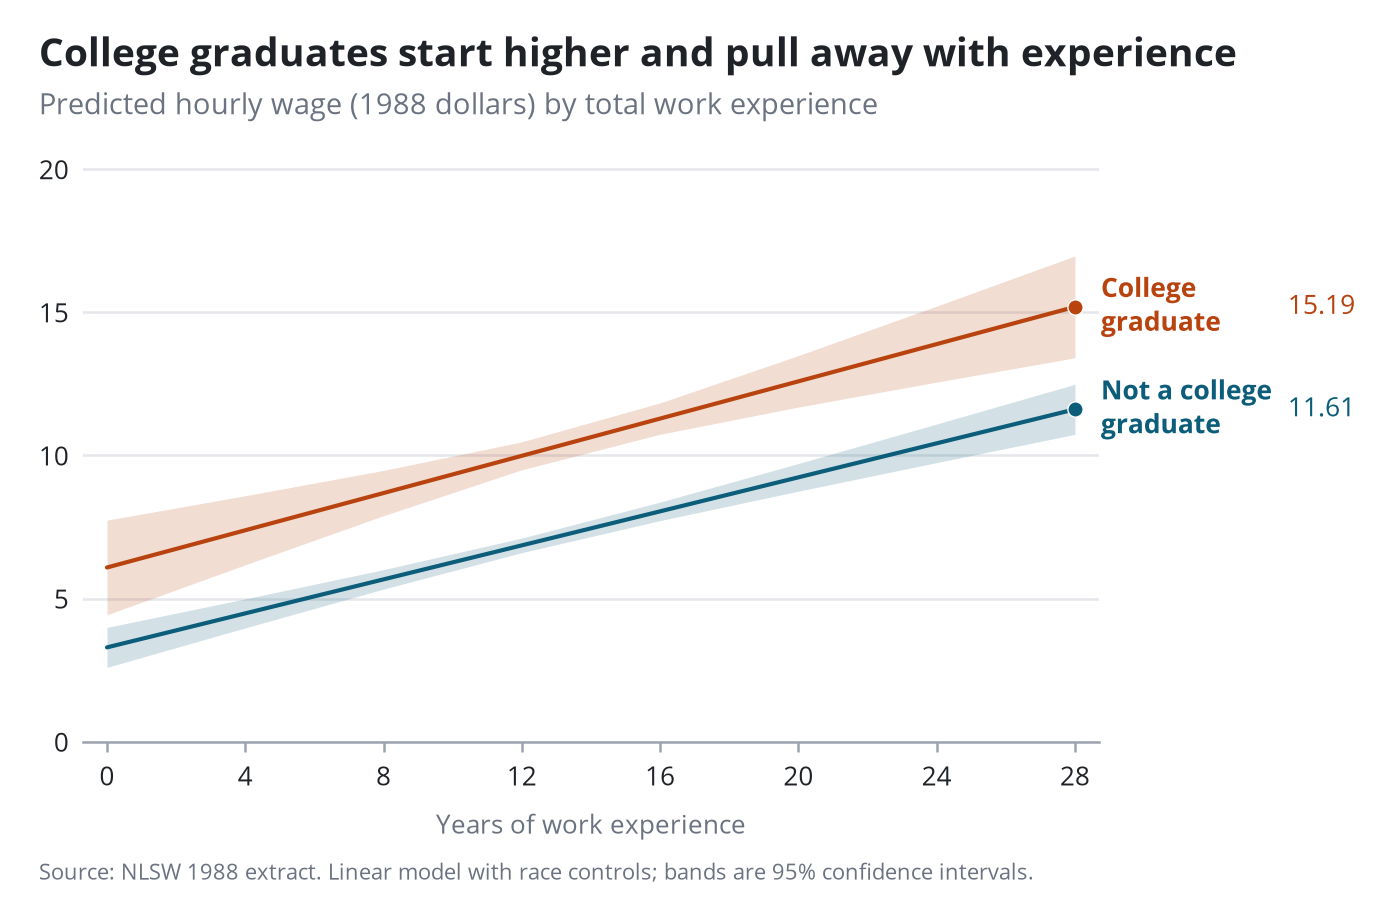 College graduates start higher and pull away with experience
Predicted hourly wage (1988 dollars) by total work experience
20
15
10
5
0
College
graduate
15.19
Not a college
graduate
11.61
0 4 8 12 16 20 24 28
Years of work experience
Source: NLSW 1988 extract. Linear model with race controls; bands are 95% confidence intervals.